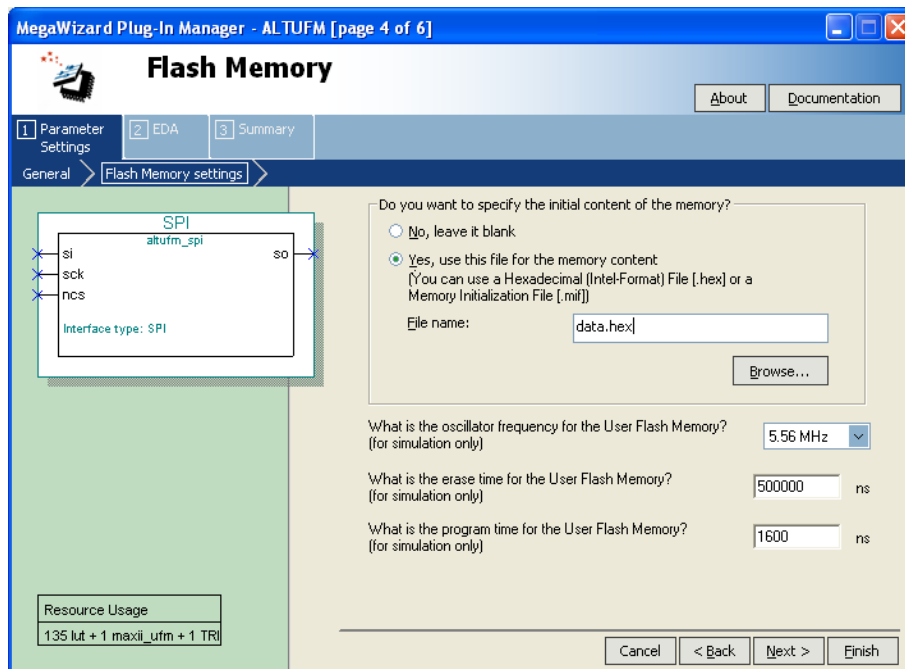 MegaWizard Plug-In Manager - ALTUFM [page 4 of 6]
Flash Memory
About
Documentation
1 Parameter Settings
2 EDA
3 Summary
General
Flash Memory settings
SPI
altufm_spi
si
so
sck
ncs
Interface type: SPI
Do you want to specify the initial content of the memory?
No, leave it blank
Yes, use this file for the memory content
(You can use a Hexadecimal (Intel-Format) File [.hex] or a
Memory Initialization File [.mif])
File name:
data.hex
Browse...
What is the oscillator frequency for the User Flash Memory?
(for simulation only)
5.56 MHz
What is the erase time for the User Flash Memory?
(for simulation only)
500000
ns
What is the program time for the User Flash Memory?
(for simulation only)
1600
ns
Resource Usage
135 lut + 1 maxii_ufm + 1 TRI
Cancel
< Back
Next >
Finish